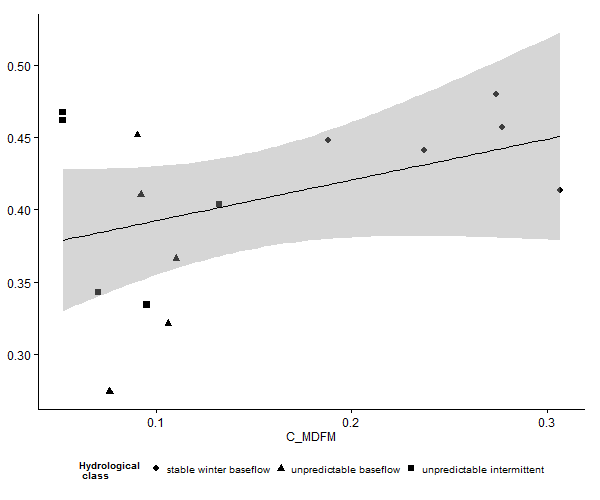 0.50
0.45
0.40
0.35
0.30
0.1 0.2 0.3
C_MDFM
Hydrological
class
stable winter baseflow unpredictable baseflow unpredictable intermittent